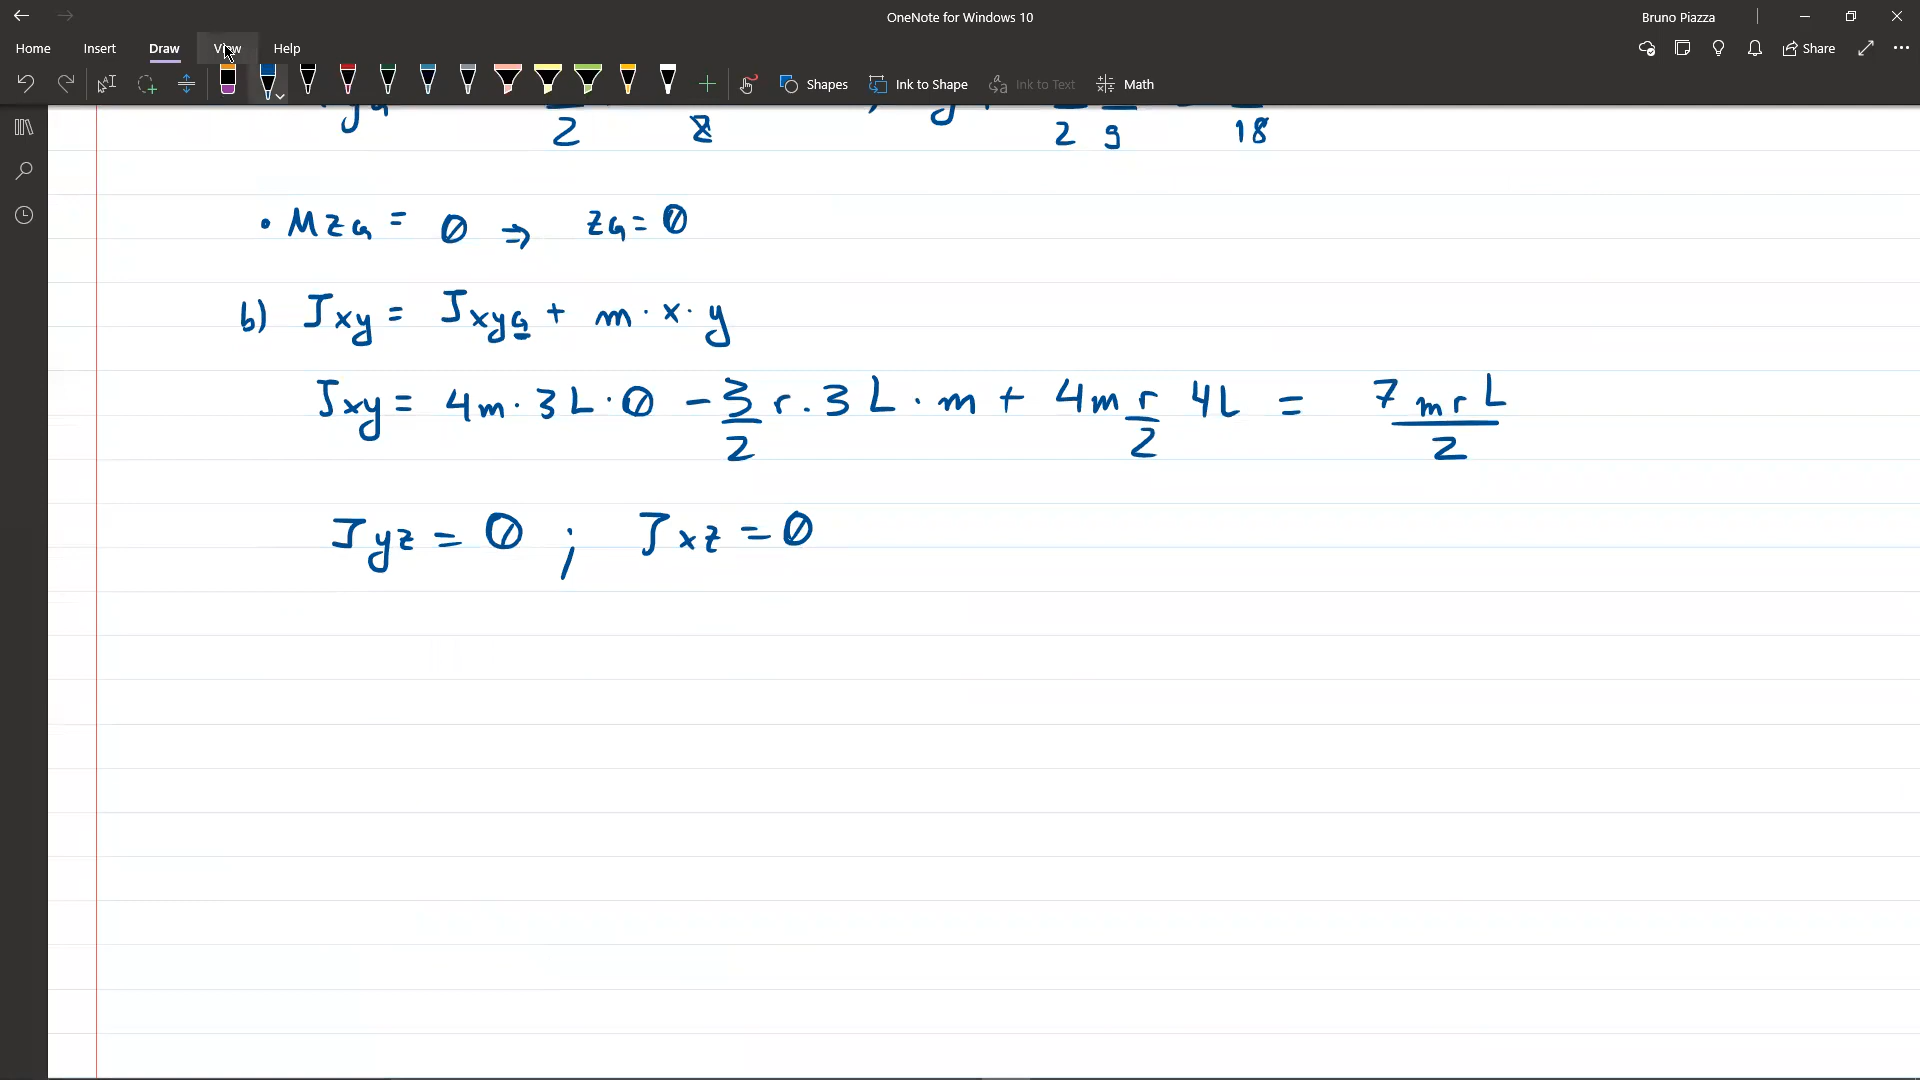 OneNote for Windows 10
Bruno Piazza
Home Insert Draw View Help
Share
Shapes Ink to Shape Ink to Text Math
yG 2 8 ; y 2 9 18
• MzG = 0 ⇒ zG = 0
b) Jxy = JxyG + m · x · y
Jxy = 4m · 3L · 0 - 3/2 r · 3L · m + 4m r/2 4L = 7mrL/2
Jyz = 0 ; Jxz = 0